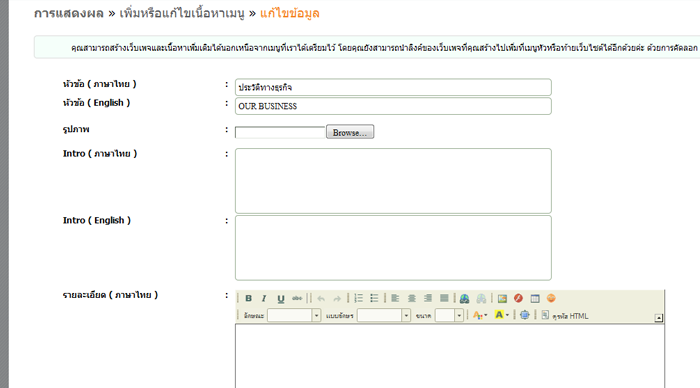 การแสดงผล » เพิ่มหรือแก้ไขเนื้อหาเมนู » แก้ไขข้อมูล
คุณสามารถสร้างเว็บเพจและเนื้อหาเพิ่มเติมได้นอกเหนือจากเมนูที่เราได้เตรียมไว้ โดยคุณยังสามารถนำลิงค์ของเว็บเพจที่คุณสร้างไปเพิ่มที่เมนูหัวหรือท้ายเว็บไซต์ได้อีกด้วยค่ะ ด้วยการคัดลอก
หัวข้อ ( ภาษาไทย ) : ประวัติทางธุรกิจ
หัวข้อ ( English ) : OUR BUSINESS
รูปภาพ : Browse...
Intro ( ภาษาไทย ) :
Intro ( English ) :
รายละเอียด ( ภาษาไทย ) : B I U abc
ลักษณะ แบบอักษร ขนาด A A ดูรหัส HTML